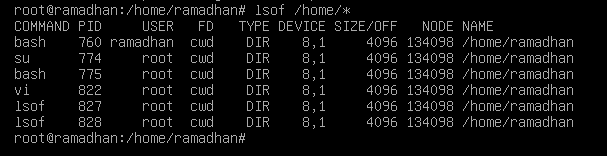 root@ramadhan:/home/ramadhan# lsof /home/*
COMMAND PID     USER   FD   TYPE DEVICE SIZE/OFF   NODE NAME
bash    760 ramadhan  cwd    DIR    8,1     4096 134098 /home/ramadhan
su      774     root  cwd    DIR    8,1     4096 134098 /home/ramadhan
bash    775     root  cwd    DIR    8,1     4096 134098 /home/ramadhan
vi      822     root  cwd    DIR    8,1     4096 134098 /home/ramadhan
lsof    827     root  cwd    DIR    8,1     4096 134098 /home/ramadhan
lsof    828     root  cwd    DIR    8,1     4096 134098 /home/ramadhan
root@ramadhan:/home/ramadhan#